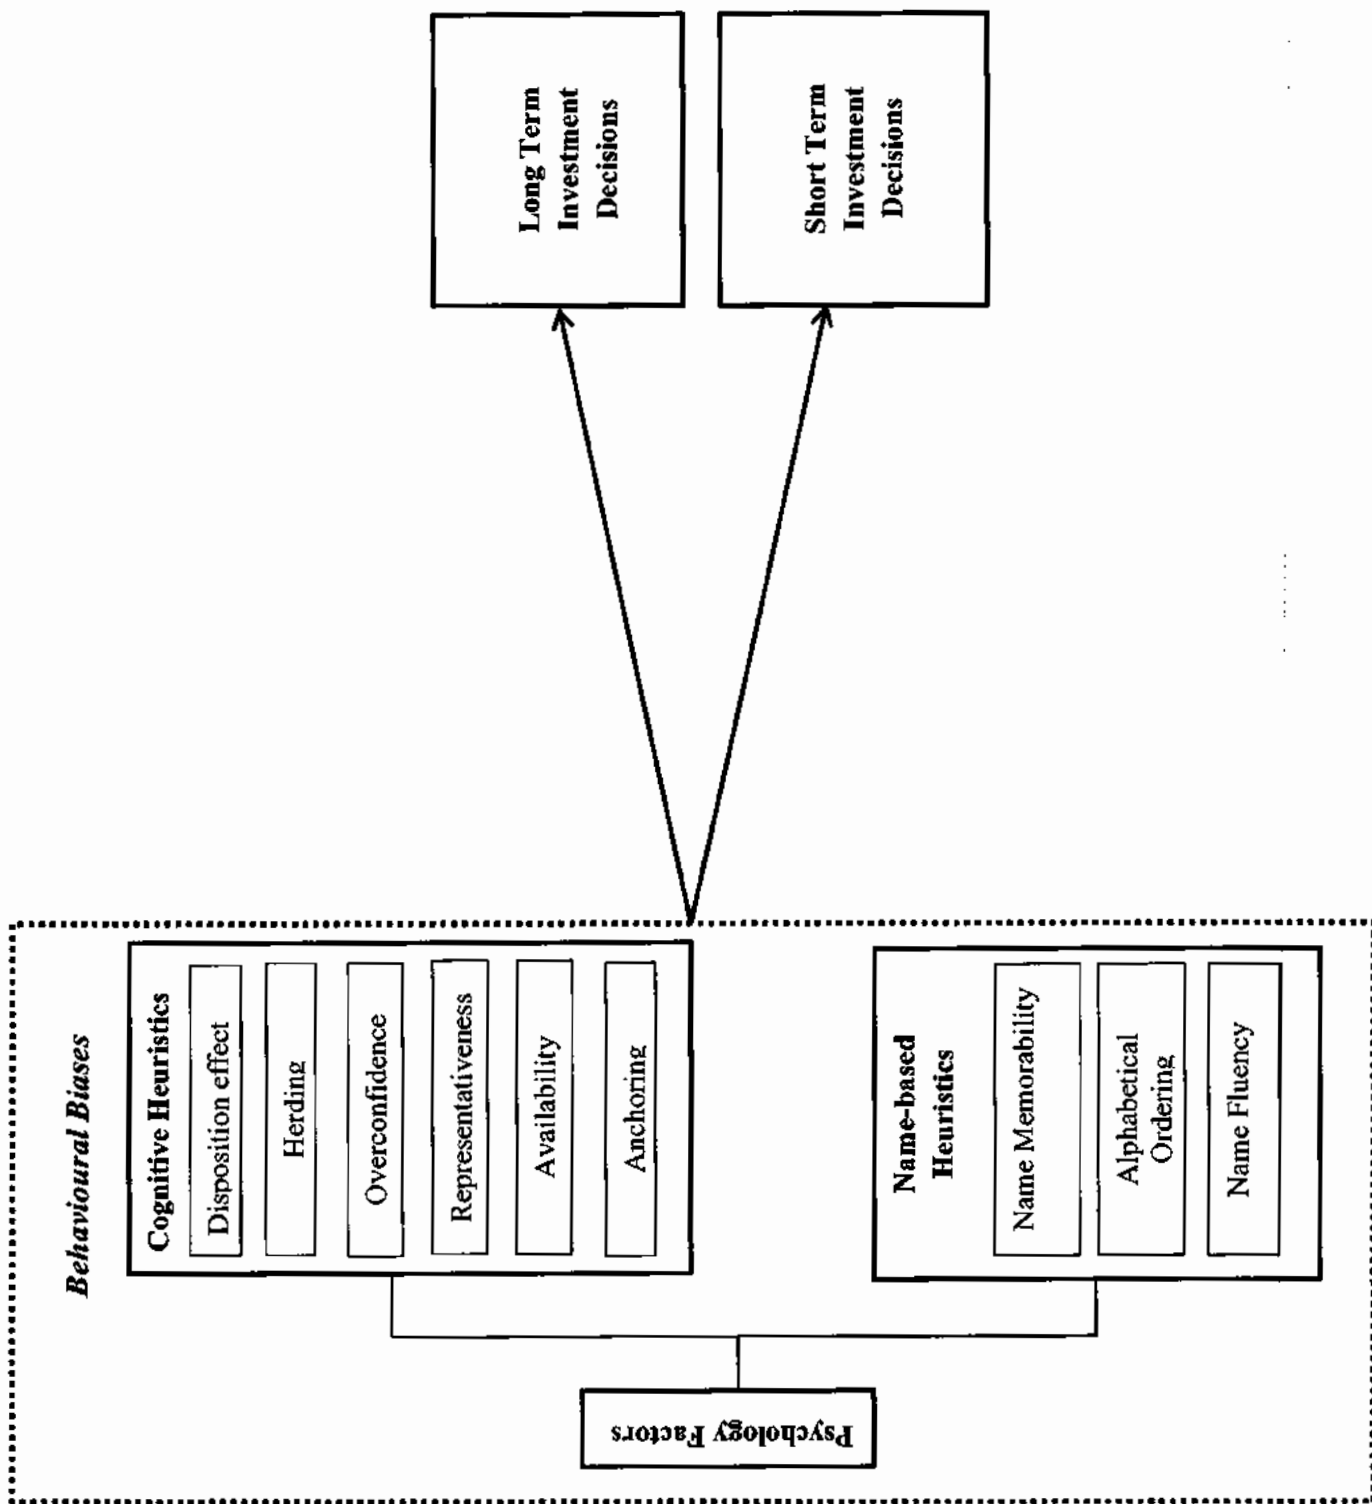 Behavioural Biases
Psychology Factors
Cognitive Heuristics
Disposition effect
Herding
Overconfidence
Representativeness
Availability
Anchoring
Name-based
Heuristics
Name Memorability
Alphabetical
Ordering
Name Fluency
Long Term
Investment
Decisions
Short Term
Investment
Decisions